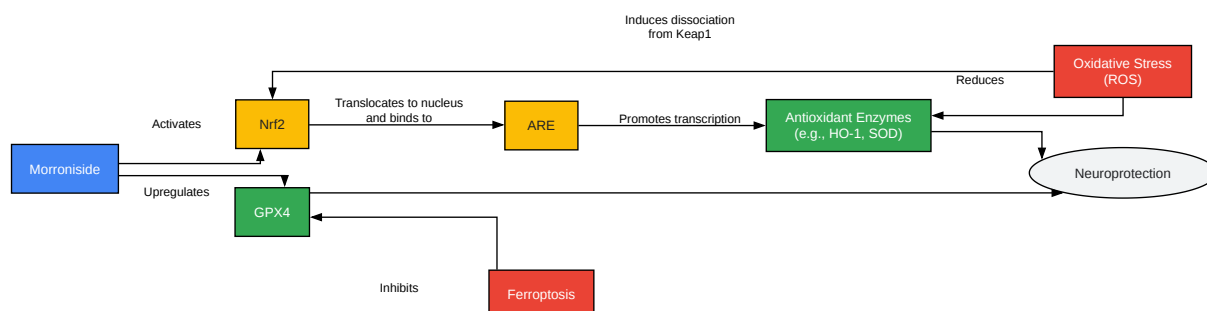 Induces dissociation
from Keap1
Oxidative Stress
(ROS)
Reduces
Activates
Nrf2
Translocates to nucleus
and binds to
ARE
Promotes transcription
Antioxidant Enzymes
(e.g., HO-1, SOD)
Morroniside
Neuroprotection
Upregulates
GPX4
Inhibits
Ferroptosis